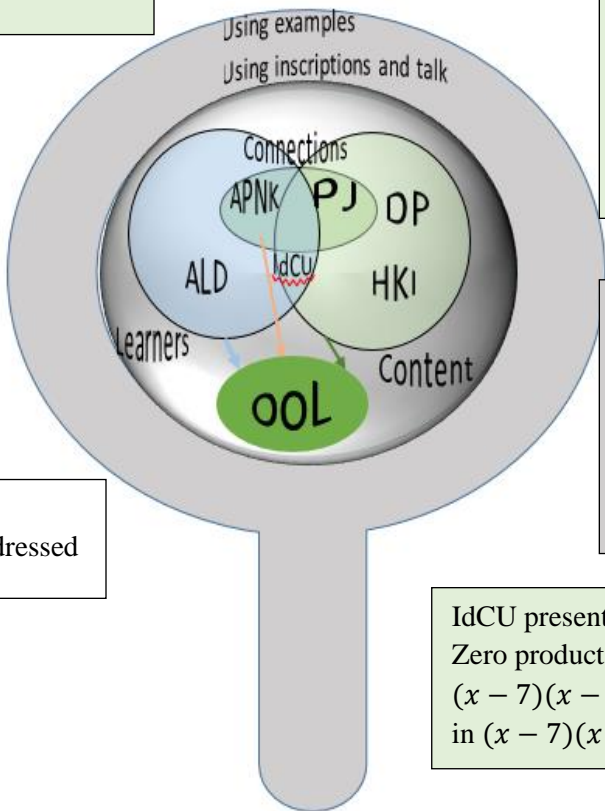 Using examples
Using inscriptions and talk
Connections
APNK
PJ
OP
ALD
IdCU
HKI
Learners
Content
OOL
dressed
IdCU present
Zero product
(x − 7)(x −
in (x − 7)(x